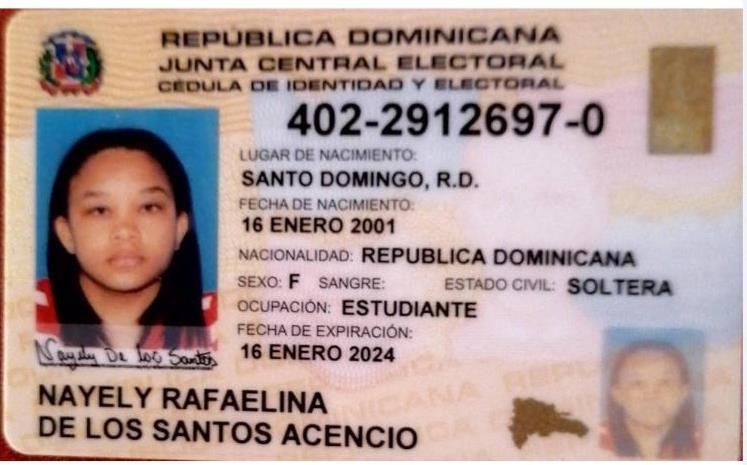 REPÚBLICA DOMINICANA
JUNTA CENTRAL ELECTORAL
CÉDULA DE IDENTIDAD Y ELECTORAL
402-2912697-0
LUGAR DE NACIMIENTO:
SANTO DOMINGO, R.D.
FECHA DE NACIMIENTO:
16 ENERO 2001
NACIONALIDAD: REPUBLICA DOMINICANA
SEXO: F SANGRE: ESTADO CIVIL: SOLTERA
OCUPACIÓN: ESTUDIANTE
FECHA DE EXPIRACIÓN:
16 ENERO 2024
Nayely De los Santos
NAYELY RAFAELINA
DE LOS SANTOS ACENCIO